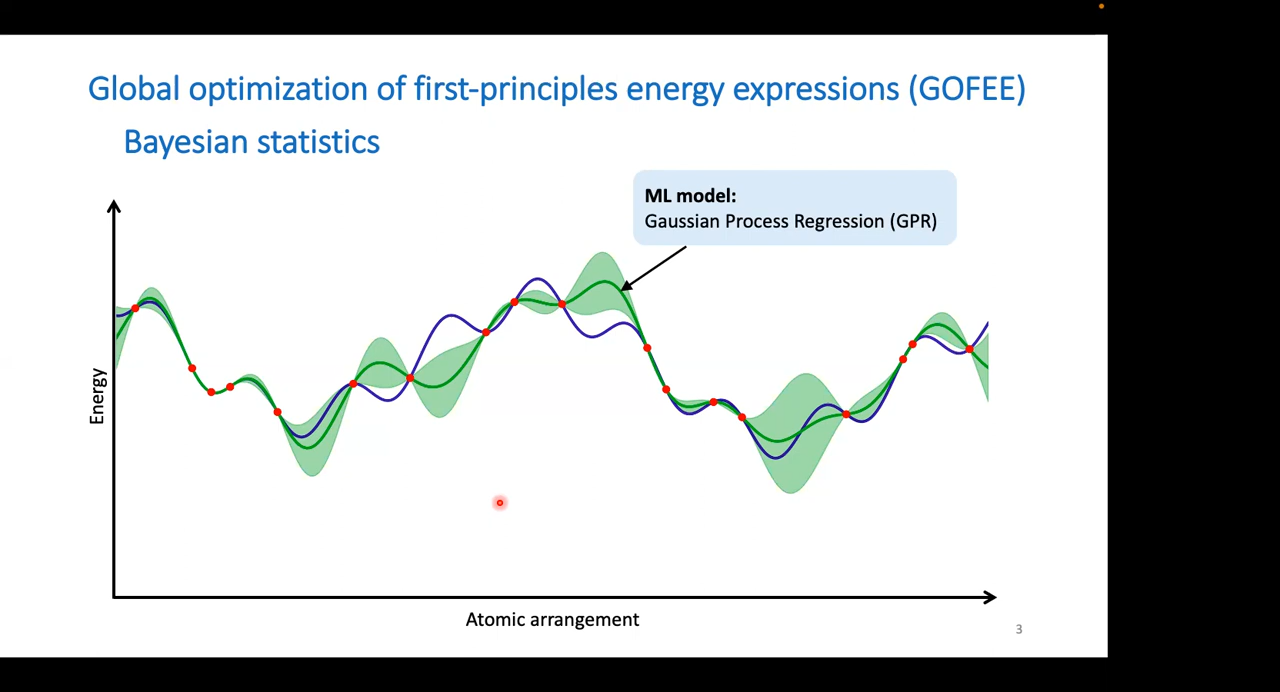 Global optimization of first-principles energy expressions (GOFEE)
Bayesian statistics
ML model:
Gaussian Process Regression (GPR)
Energy
Atomic arrangement
3